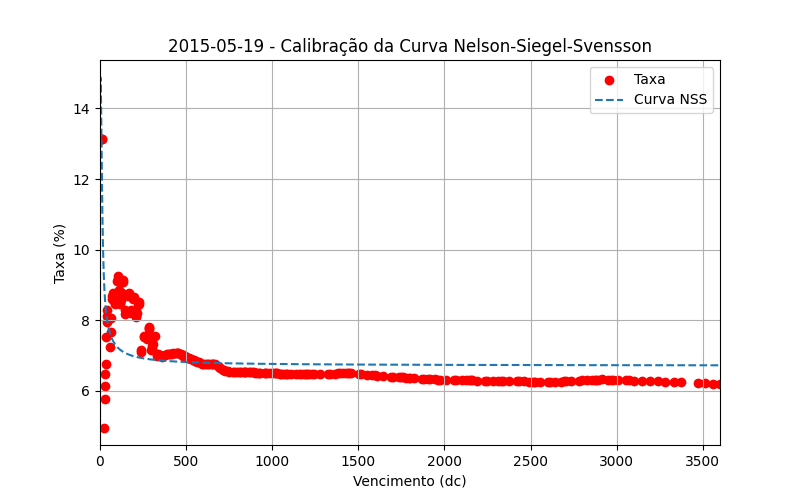 2015-05-19 - Calibração da Curva Nelson-Siegel-Svensson
Taxa
Curva NSS
Taxa (%)
14
12
10
8
6
0 500 1000 1500 2000 2500 3000 3500
Vencimento (dc)